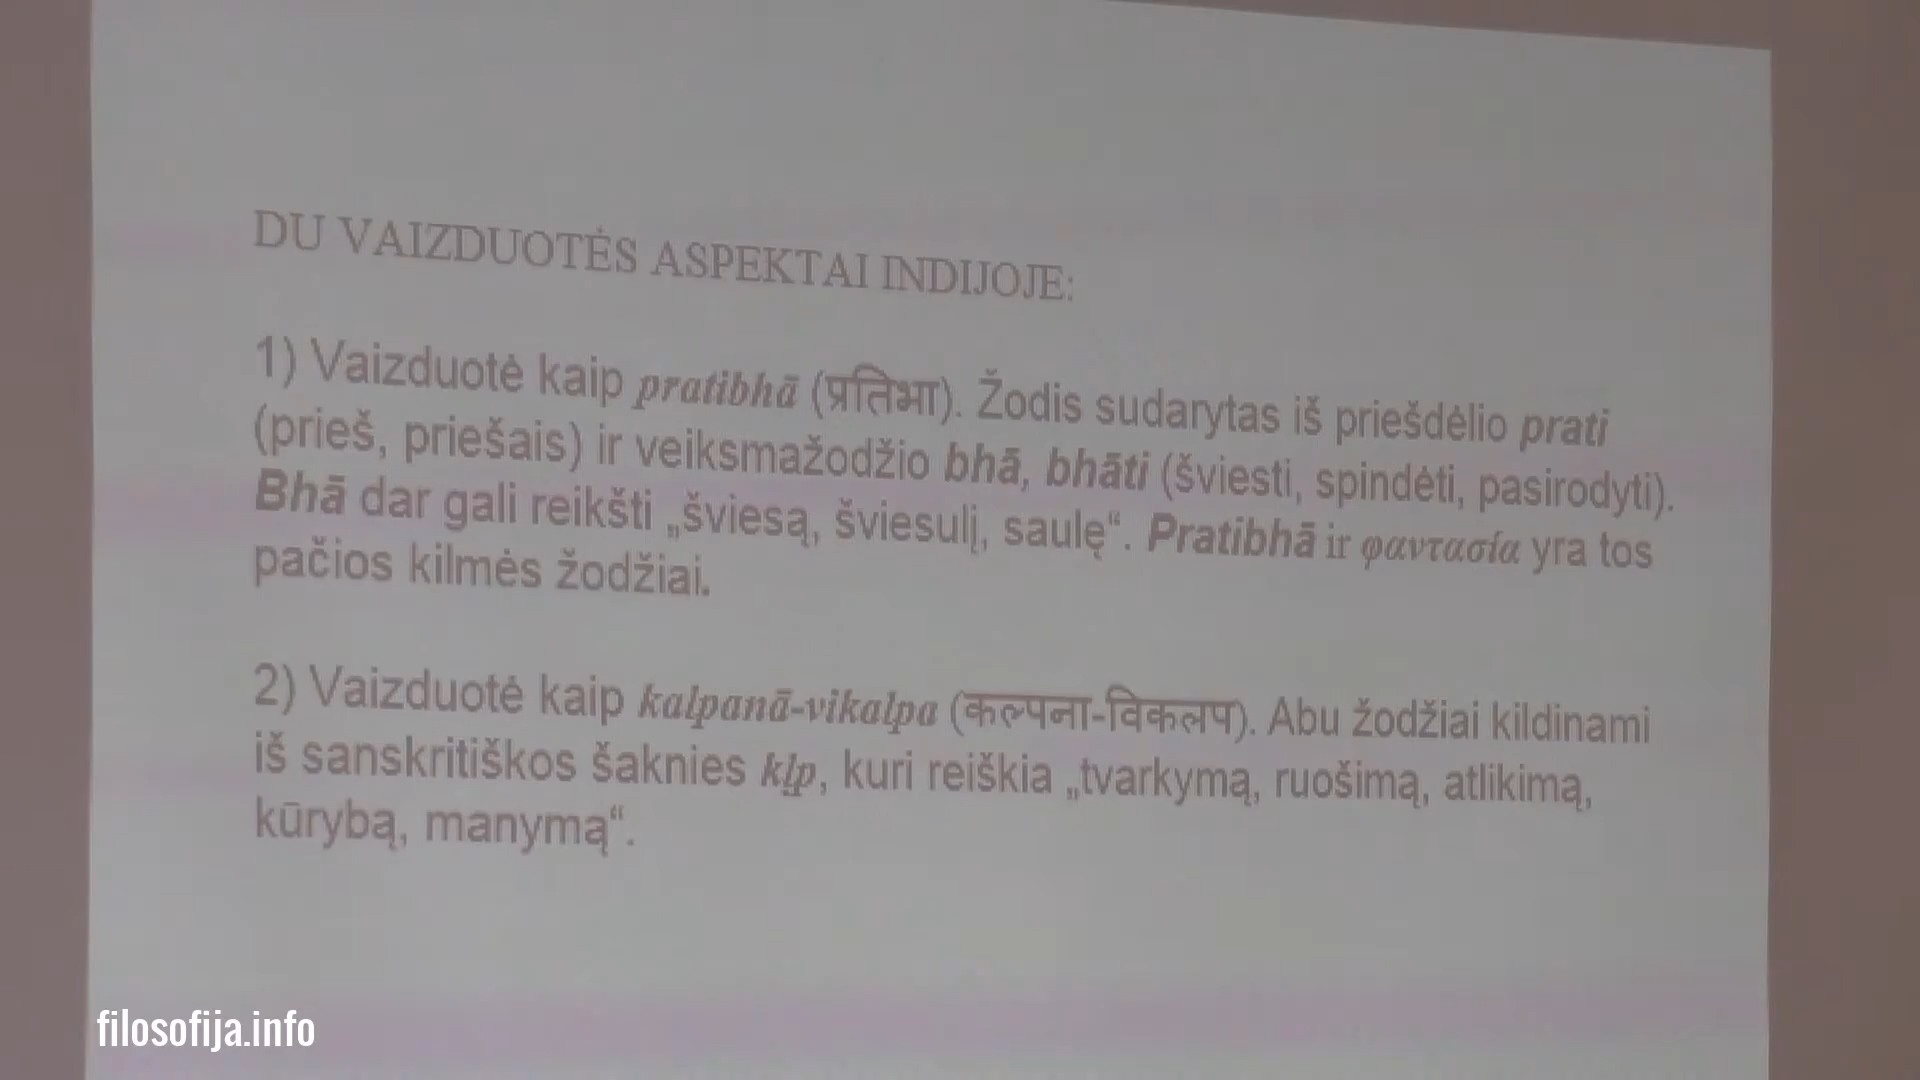 DU VAIZDUOTĖS ASPEKTAI INDIJOJE:
1) Vaizduotė kaip pratibhā (प्रतिभा). Žodis sudarytas iš priešdėlio prati
(prieš, priešais) ir veiksmažodžio bhā, bhāti (šviesti, spindėti, pasirodyti).
Bhā dar gali reikšti „šviesą, šviesulį, saulę“. Pratibhā ir φαντασία yra tos
pačios kilmės žodžiai.
2) Vaizduotė kaip kalpanā-vikalpa (कल्पना-विकल्प). Abu žodžiai kildinami
iš sanskritiškos šaknies kḷp, kuri reiškia „tvarkymą, ruošimą, atlikimą,
kūrybą, manymą“.
filosofija.info